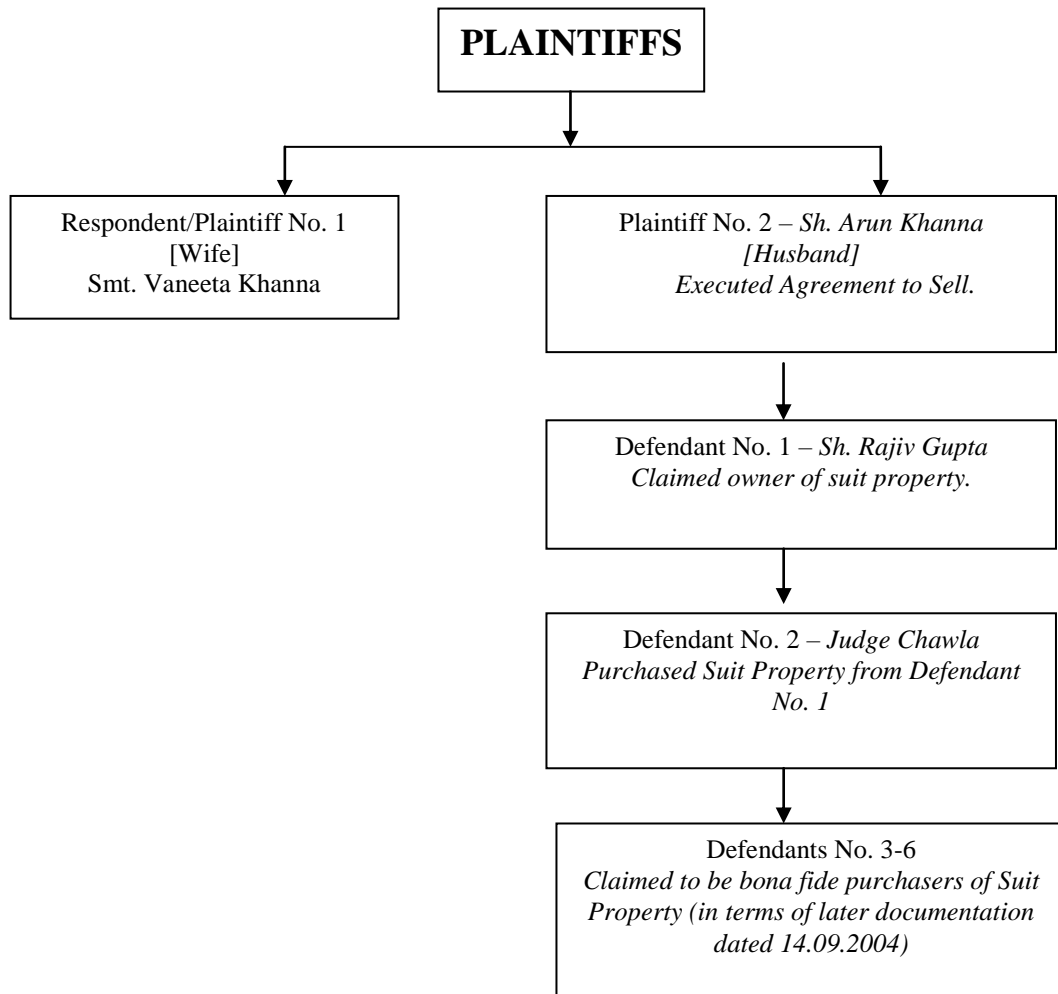 PLAINTIFFS
Respondent/Plaintiff No. 1
[Wife]
Smt. Vaneeta Khanna
Plaintiff No. 2 – Sh. Arun Khanna
[Husband]
Executed Agreement to Sell.
Defendant No. 1 – Sh. Rajiv Gupta
Claimed owner of suit property.
Defendant No. 2 – Judge Chawla
Purchased Suit Property from Defendant
No. 1
Defendants No. 3-6
Claimed to be bona fide purchasers of Suit
Property (in terms of later documentation
dated 14.09.2004)